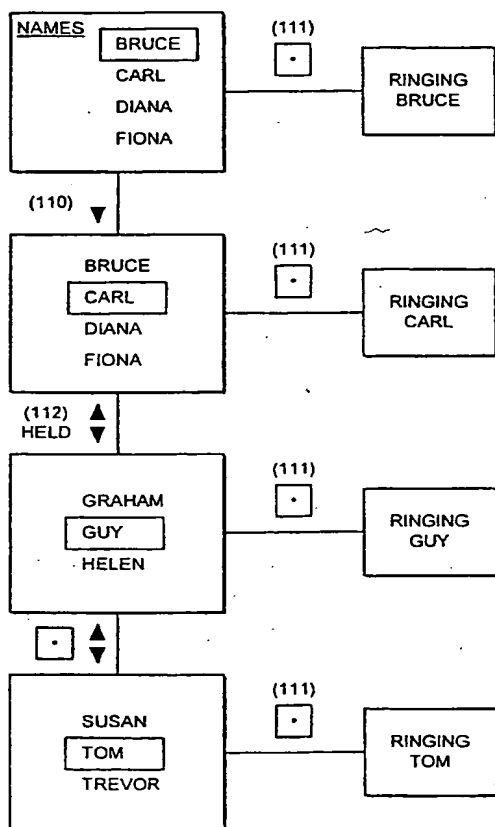 NAMES
BRUCE
CARL
DIANA
FIONA
(111)
RINGING
BRUCE
(110)
BRUCE
CARL
DIANA
FIONA
(111)
RINGING
CARL
(112)
HELD
GRAHAM
GUY
HELEN
(111)
RINGING
GUY
SUSAN
TOM
TREVOR
(111)
RINGING
TOM